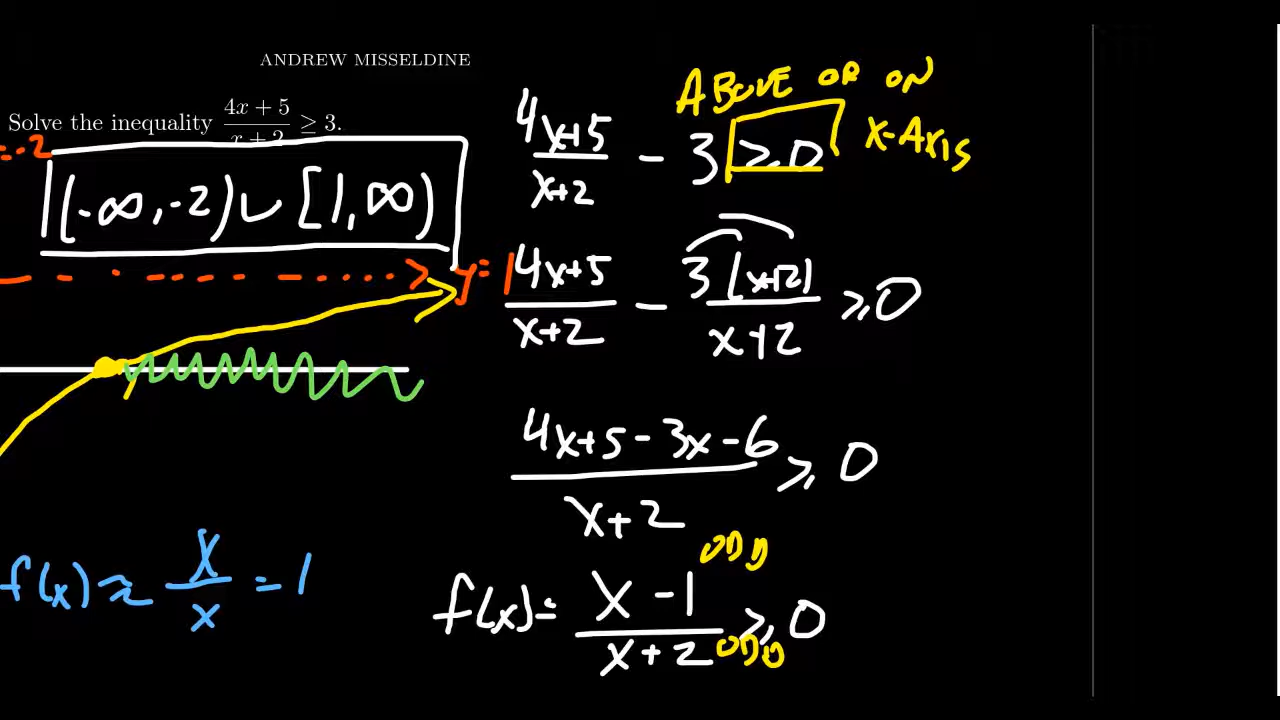 ANDREW MISSELDINE
Solve the inequality (4x + 5)/(x + 2) ≥ 3.
=-2
(-∞,-2) ∪ [1,∞)
y=1
f(x) ≈ x/x = 1
ABOVE OR ON
X-AXIS
(4x+5)/(x+2) - 3 ≥ 0
(4x+5)/(x+2) - 3(x+2)/(x+2) ≥ 0
(4x+5-3x-6)/(x+2) ≥ 0
ODD
f(x) = (x-1)/(x+2) ≥ 0
ODD